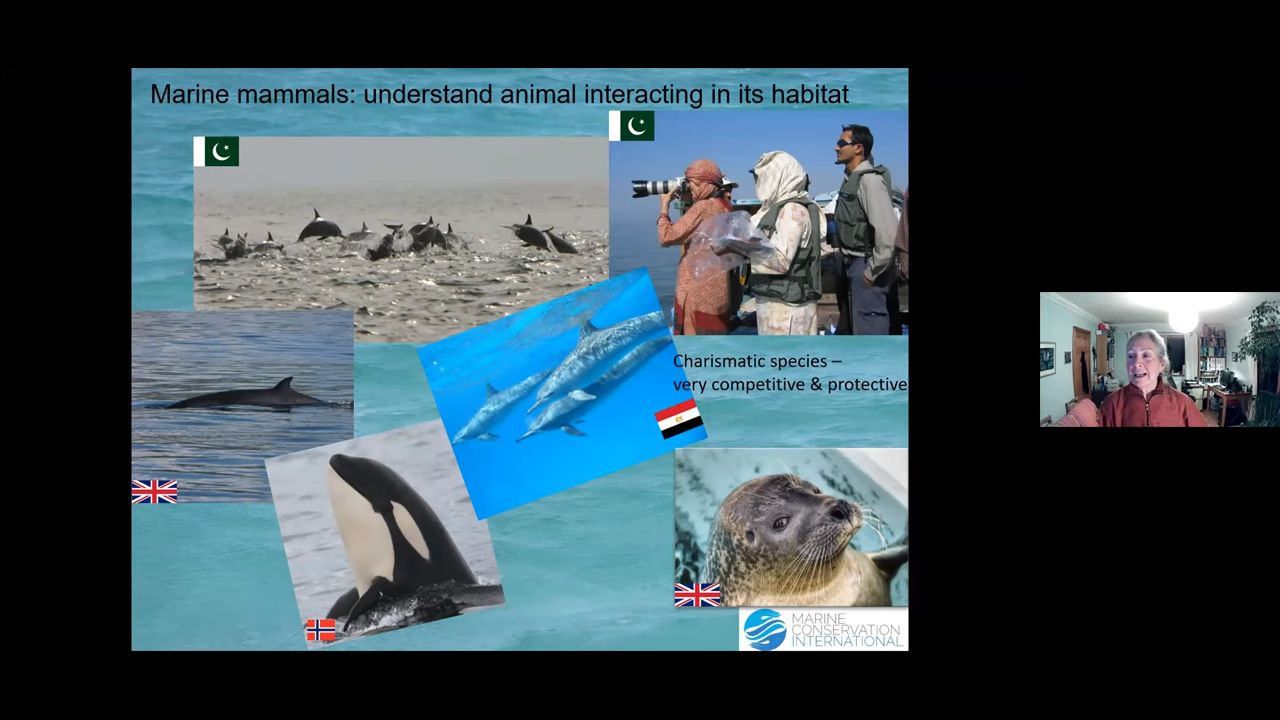 Marine mammals: understand animal interacting in its habitat
Charismatic species –
very competitive & protective
MARINE
CONSERVATION
INTERNATIONAL